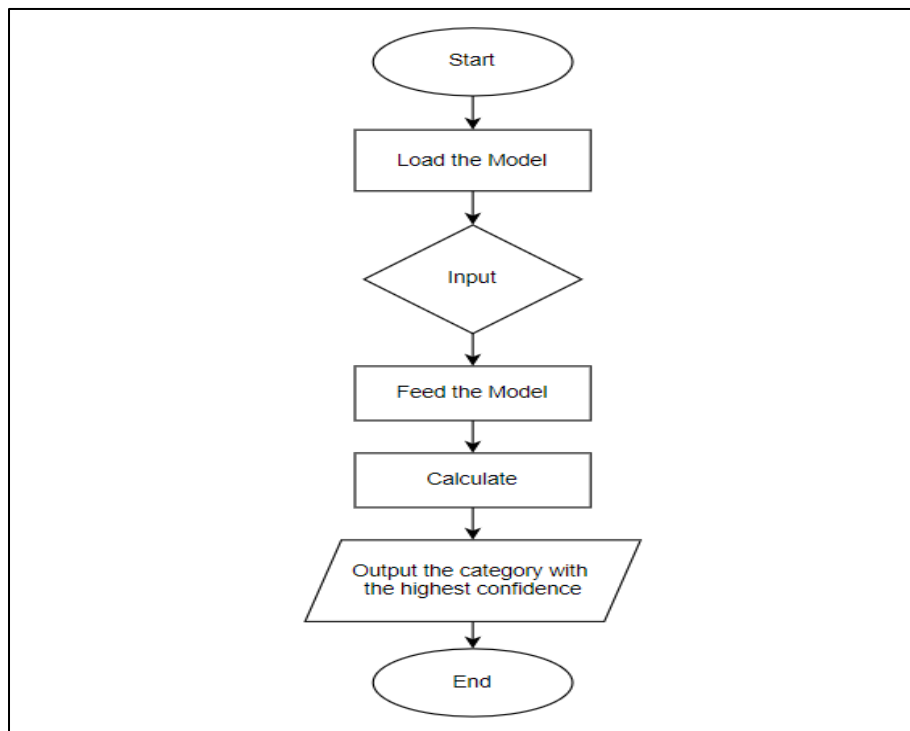 Start
Load the Model
Input
Feed the Model
Calculate
Output the category with
the highest confidence
End